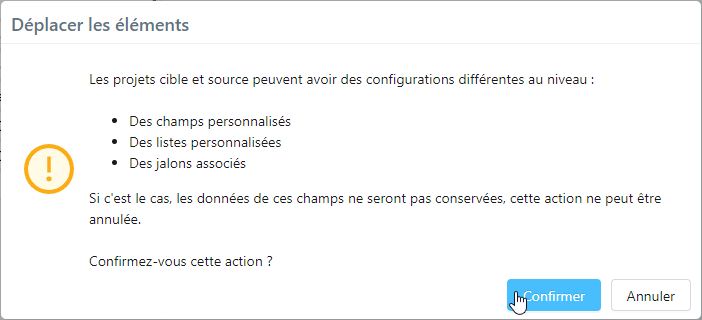 Déplacer les éléments
Les projets cible et source peuvent avoir des configurations différentes au niveau :
Des champs personnalisés
Des listes personnalisées
Des jalons associés
Si c'est le cas, les données de ces champs ne seront pas conservées, cette action ne peut être
annulée.
Confirmez-vous cette action ?
Confirmer
Annuler